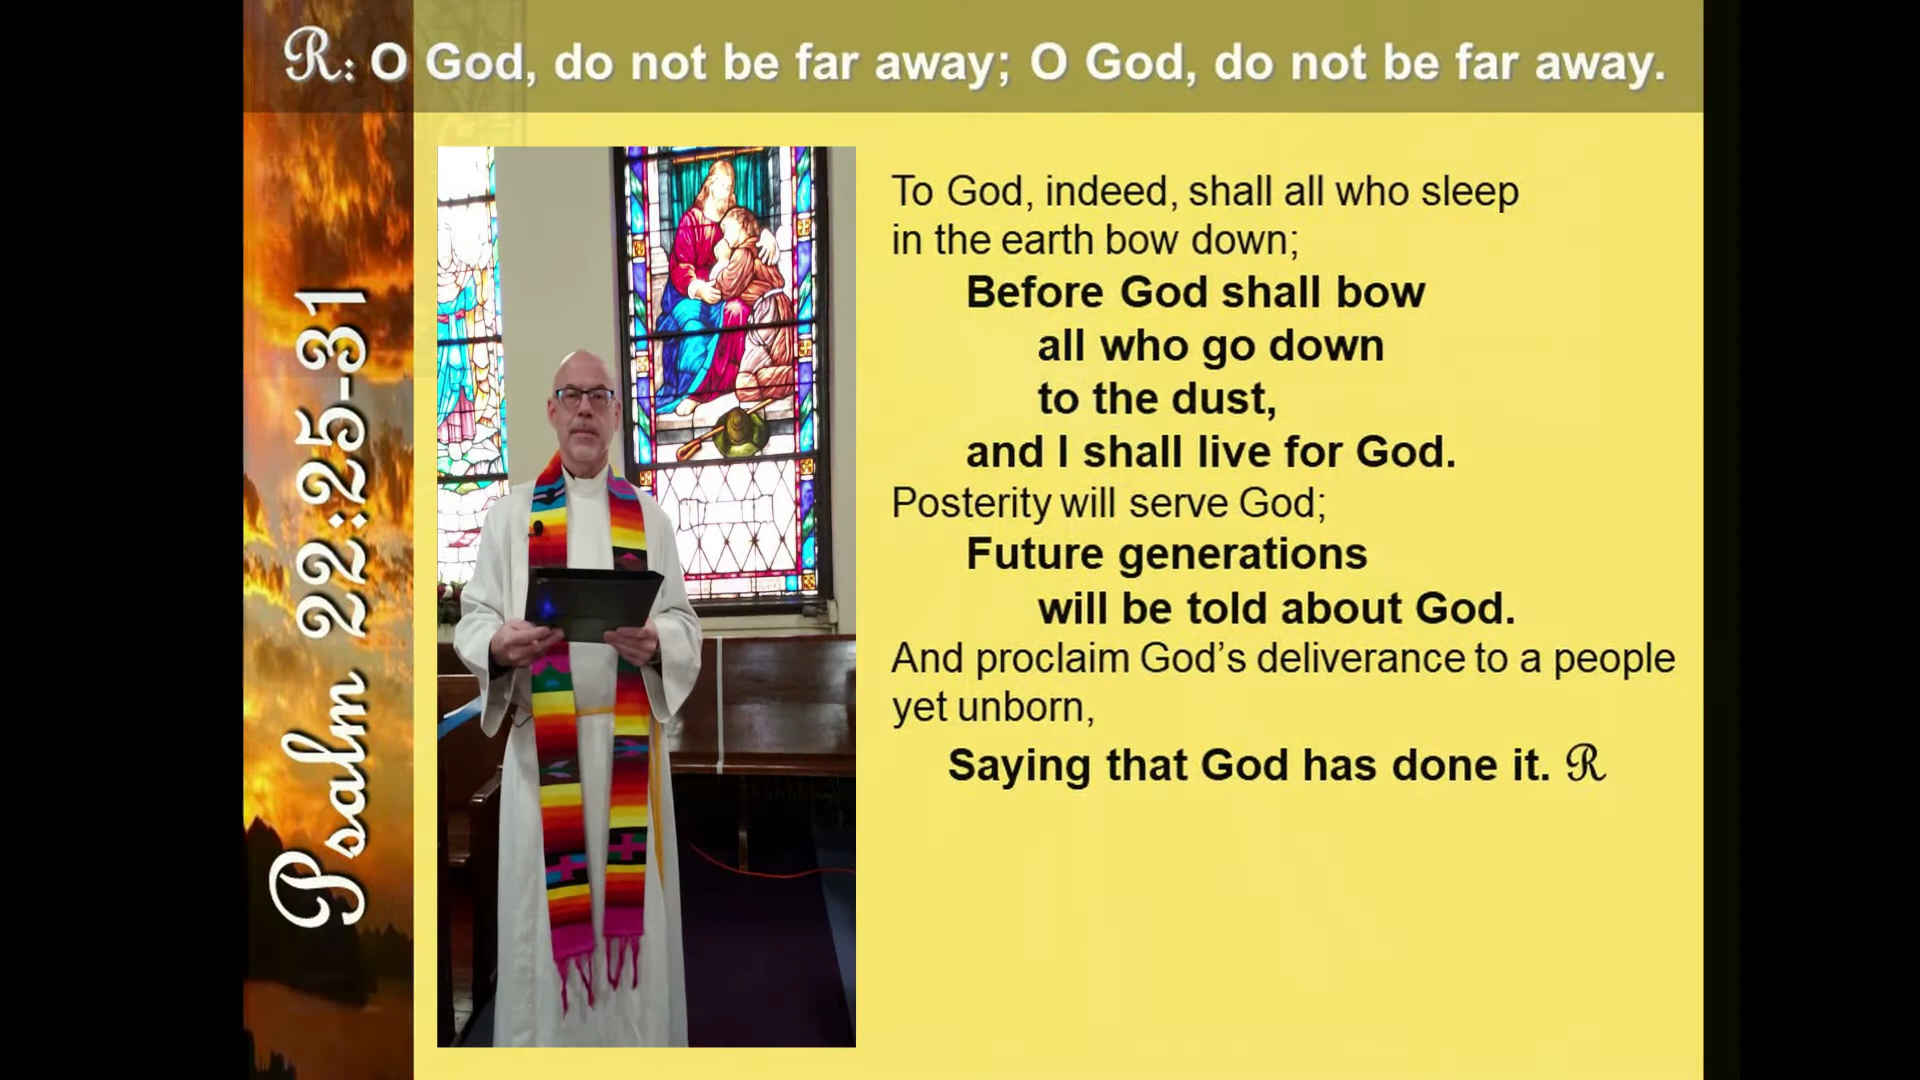 R: O God, do not be far away; O God, do not be far away.
Psalm 22:25-31
To God, indeed, shall all who sleep
in the earth bow down;
Before God shall bow
all who go down
to the dust,
and I shall live for God.
Posterity will serve God;
Future generations
will be told about God.
And proclaim God’s deliverance to a people
yet unborn,
Saying that God has done it. R